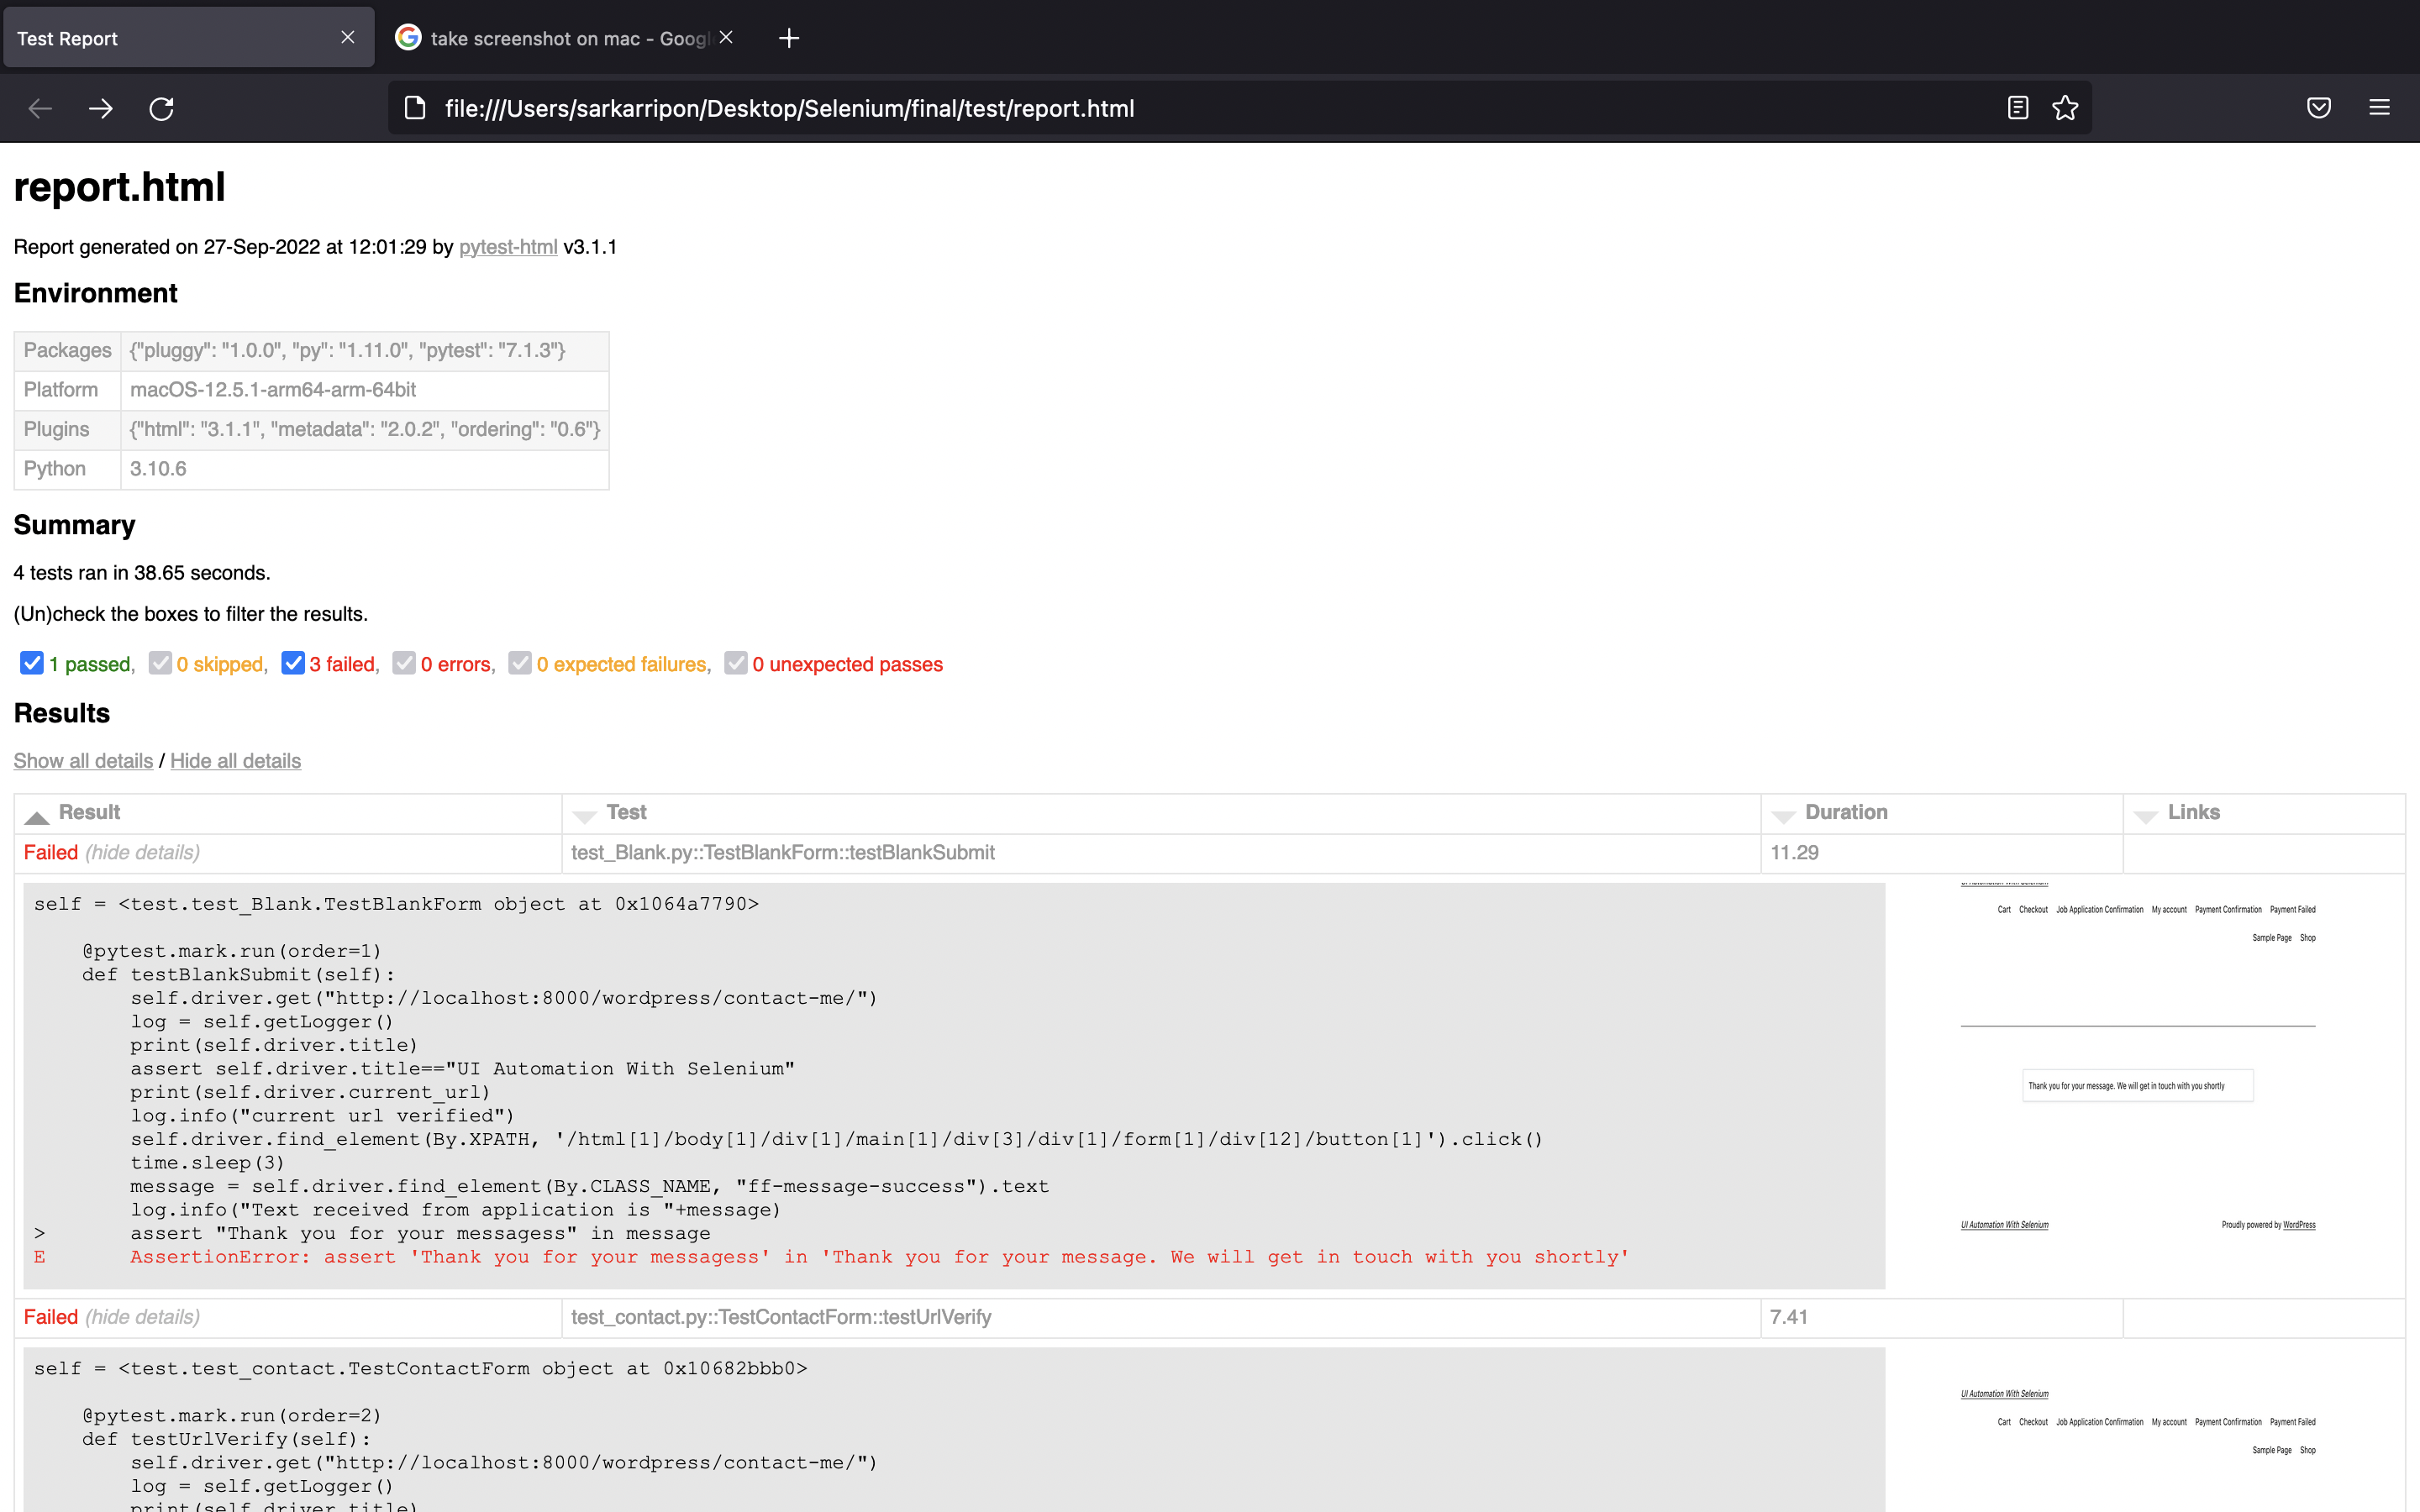 Test Report
take screenshot on mac - Googl
file:///Users/sarkarripon/Desktop/Selenium/final/test/report.html
report.html
Report generated on 27-Sep-2022 at 12:01:29 by pytest-html v3.1.1
Environment
Packages {"pluggy": "1.0.0", "py": "1.11.0", "pytest": "7.1.3"}
Platform macOS-12.5.1-arm64-arm-64bit
Plugins {"html": "3.1.1", "metadata": "2.0.2", "ordering": "0.6"}
Python 3.10.6
Summary
4 tests ran in 38.65 seconds.
(Un)check the boxes to filter the results.
1 passed, 0 skipped, 3 failed, 0 errors, 0 expected failures, 0 unexpected passes
Results
Show all details / Hide all details
Result Test Duration Links
Failed (hide details) test_Blank.py::TestBlankForm::testBlankSubmit 11.29
self = <test.test_Blank.TestBlankForm object at 0x1064a7790>
@pytest.mark.run(order=1)
def testBlankSubmit(self):
self.driver.get("http://localhost:8000/wordpress/contact-me/")
log = self.getLogger()
print(self.driver.title)
assert self.driver.title=="UI Automation With Selenium"
print(self.driver.current_url)
log.info("current url verified")
self.driver.find_element(By.XPATH, '/html[1]/body[1]/div[1]/main[1]/div[3]/div[1]/form[1]/div[12]/button[1]').click()
time.sleep(3)
message = self.driver.find_element(By.CLASS_NAME, "ff-message-success").text
log.info("Text received from application is "+message)
> assert "Thank you for your messagess" in message
E AssertionError: assert 'Thank you for your messagess' in 'Thank you for your message. We will get in touch with you shortly'
Cart Checkout Job Application Confirmation My account Payment Confirmation Payment Failed
Sample Page Shop
Thank you for your message. We will get in touch with you shortly
UI Automation With Selenium Proudly powered by WordPress
Failed (hide details) test_contact.py::TestContactForm::testUrlVerify 7.41
self = <test.test_contact.TestContactForm object at 0x10682bbb0>
@pytest.mark.run(order=2)
def testUrlVerify(self):
self.driver.get("http://localhost:8000/wordpress/contact-me/")
log = self.getLogger()
print(self.driver.title)
UI Automation With Selenium
Cart Checkout Job Application Confirmation My account Payment Confirmation Payment Failed
Sample Page Shop